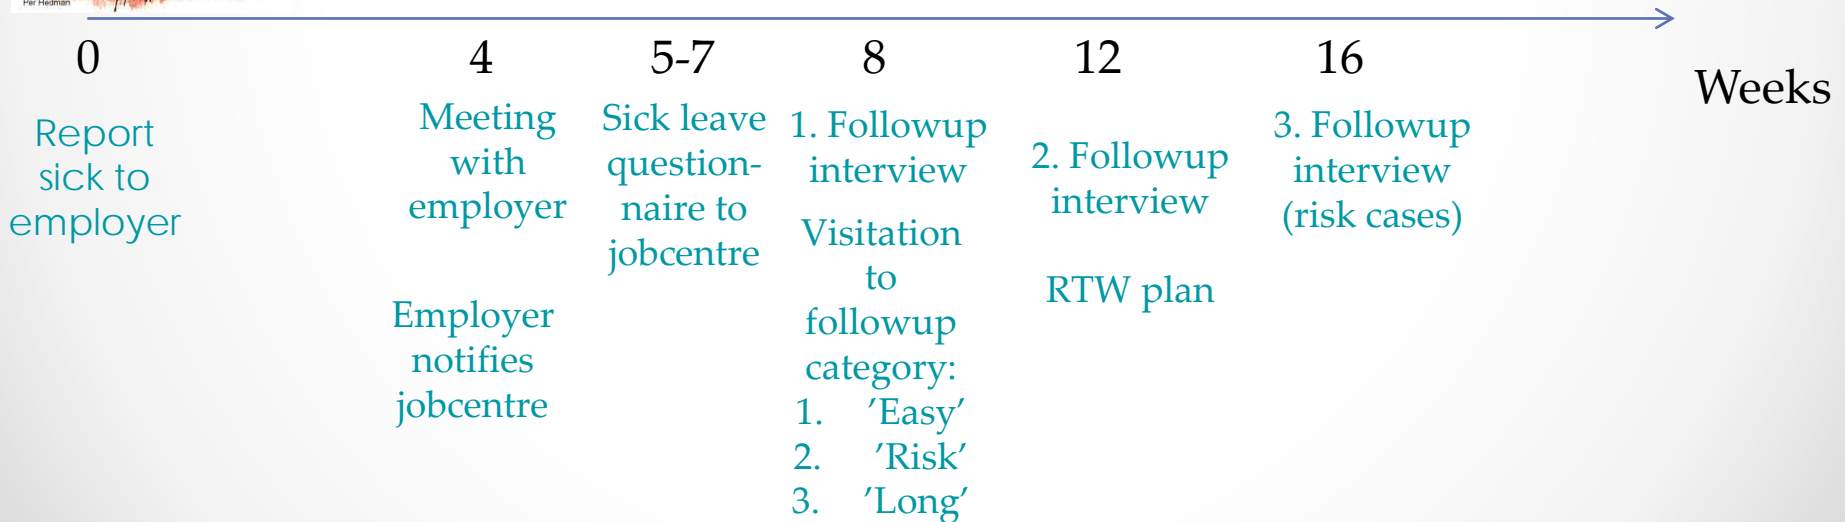 Per Hedman
0
Report
sick to
employer
4
Meeting
with
employer
Employer
notifies
jobcentre
5-7
Sick leave
question-
naire to
jobcentre
8
1. Followup
interview
Visitation
to
followup
category:
1. ’Easy’
2. ’Risk’
3. ’Long’
12
2. Followup
interview
RTW plan
16
3. Followup
interview
(risk cases)
Weeks